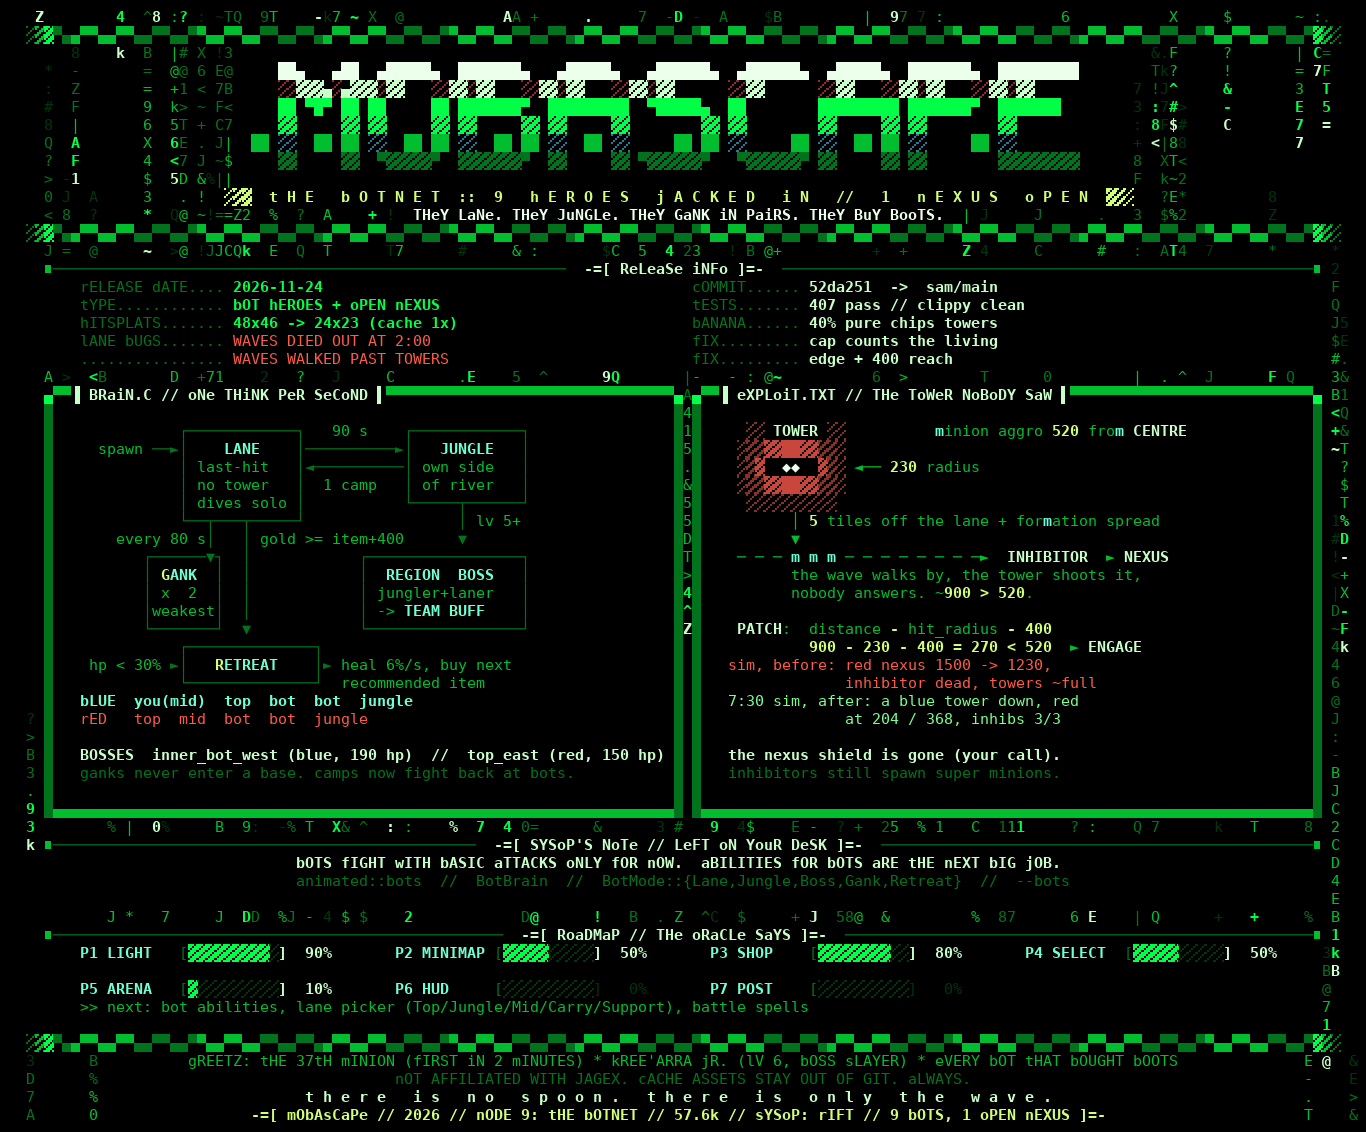 MOBASCAPE
tHE bOTNET :: 9 hEROES jACKED iN // 1 nEXUS oPEN
THeY LaNe. THeY JuNGLe. THeY GaNK iN PaiRS. THeY BuY BooTS.
-=[ ReLeaSe iNFo ]=-
rELEASE dATE.... 2026-11-24
cOMMIT...... 52da251 -> sam/main
tYPE............ bOT hEROES + oPEN nEXUS
tESTS....... 407 pass // clippy clean
hITSPLATS....... 48x46 -> 24x23 (cache 1x)
bANANA...... 40% pure chips towers
lANE bUGS....... WAVES DIED OUT AT 2:00
fIX......... cap counts the living
................ WAVES WALKED PAST TOWERS
fIX......... edge + 400 reach
BRaiN.C // oNe THiNK PeR SeCoND
90 s
spawn ──► LANE
JUNGLE
last-hit
own side
no tower
1 camp
of river
dives solo
lv 5+
every 80 s
gold >= item+400
GANK
REGION BOSS
x 2
jungler+laner
weakest
-> TEAM BUFF
hp < 30% ► RETREAT ► heal 6%/s, buy next
recommended item
bLUE you(mid) top bot bot jungle
rED top mid bot bot jungle
BOSSES inner_bot_west (blue, 190 hp) // top_east (red, 150 hp)
ganks never enter a base. camps now fight back at bots.
eXPLoiT.TXT // THe ToWeR NoBoDY SaW
TOWER
minion aggro 520 from CENTRE
◆◆ ◄── 230 radius
│ 5 tiles off the lane + formation spread
─ ─ ─ m m m ─ ─ ─ ─ ─ ─ ─ ─► INHIBITOR ► NEXUS
the wave walks by, the tower shoots it,
nobody answers. ~900 > 520.
PATCH: distance - hit_radius - 400
900 - 230 - 400 = 270 < 520 ► ENGAGE
sim, before: red nexus 1500 -> 1230,
inhibitor dead, towers ~full
7:30 sim, after: a blue tower down, red
at 204 / 368, inhibs 3/3
the nexus shield is gone (your call).
inhibitors still spawn super minions.
-=[ SYSoP'S NoTe // LeFT oN YouR DeSK ]=-
bOTS fIGHT wITH bASIC aTTACKS oNLY fOR nOW. aBILITIES fOR bOTS aRE tHE nEXT bIG jOB.
animated::bots // BotBrain // BotMode::{Lane,Jungle,Boss,Gank,Retreat} // --bots
-=[ RoaDMaP // THe oRaCLe SaYS ]=-
P1 LIGHT [ ] 90% P2 MINIMAP [ ] 50% P3 SHOP [ ] 80% P4 SELECT [ ] 50%
P5 ARENA [ ] 10% P6 HUD [ ] 0% P7 POST [ ] 0%
>> next: bot abilities, lane picker (Top/Jungle/Mid/Carry/Support), battle spells
gREETZ: tHE 37tH mINION (fIRST iN 2 mINUTES) * kREE'ARRA jR. (lV 6, bOSS sLAYER) * eVERY bOT tHAT bOUGHT bOOTS
nOT AFFILIATED WITH JAGEX. cACHE ASSETS STAY OUT OF GIT. aLWAYS.
there is no spoon. there is only the wave.
-=[ mObAsCaPe // 2026 // nODE 9: tHE BOTNET // 57.6k // sYSoP: rIFT // 9 bOTS, 1 oPEN nEXUS ]=-